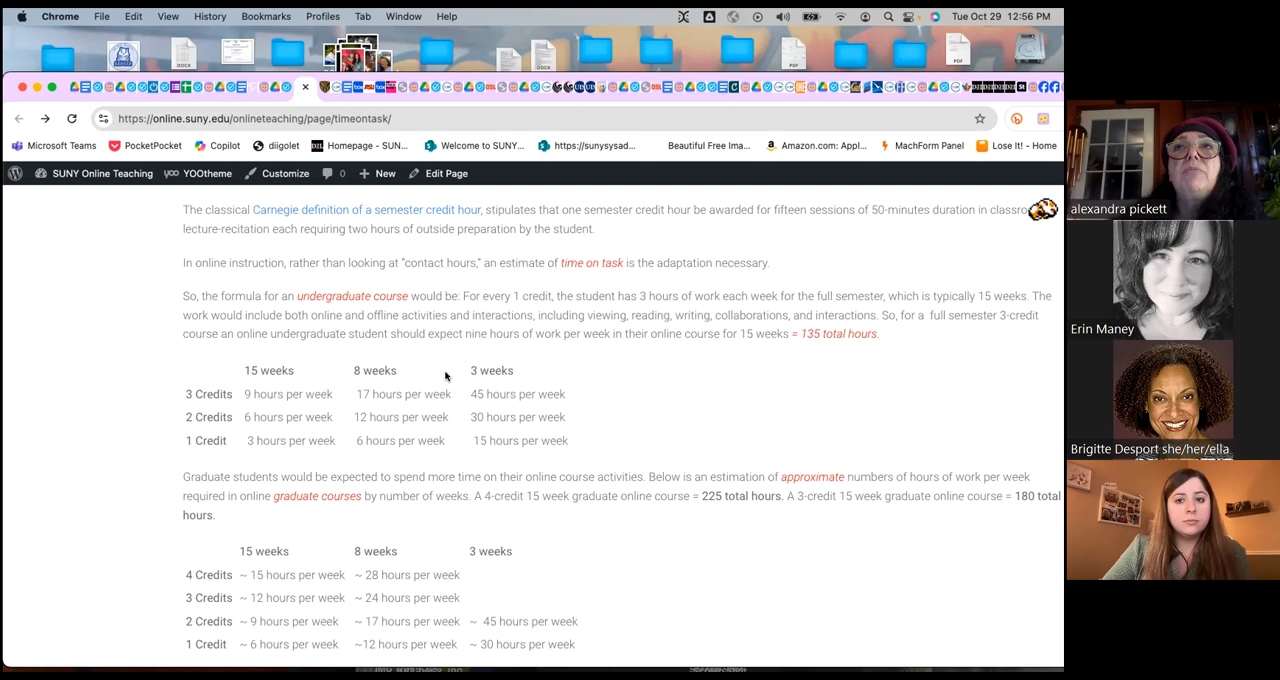 Chrome File Edit View History Bookmarks Profiles Tab Window Help Tue Oct 29 12:56 PM
DOCX DOCX PDF PDF
https://online.suny.edu/onlineteaching/page/timeontask/
Microsoft Teams PocketPocket Copilot diigolet Homepage - SUN... Welcome to SUNY... https://sunysysad... Beautiful Free Ima... Amazon.com: Appl... MachForm Panel Lose It! - Home
SUNY Online Teaching YOOtheme Customize 0 New Edit Page
The classical Carnegie definition of a semester credit hour, stipulates that one semester credit hour be awarded for fifteen sessions of 50-minutes duration in classro
lecture-recitation each requiring two hours of outside preparation by the student.
In online instruction, rather than looking at “contact hours,” an estimate of time on task is the adaptation necessary.
So, the formula for an undergraduate course would be: For every 1 credit, the student has 3 hours of work each week for the full semester, which is typically 15 weeks. The
work would include both online and offline activities and interactions, including viewing, reading, writing, collaborations, and interactions. So, for a full semester 3-credit
course an online undergraduate student should expect nine hours of work per week in their online course for 15 weeks = 135 total hours.
15 weeks 8 weeks 3 weeks
3 Credits 9 hours per week 17 hours per week 45 hours per week
2 Credits 6 hours per week 12 hours per week 30 hours per week
1 Credit 3 hours per week 6 hours per week 15 hours per week
Graduate students would be expected to spend more time on their online course activities. Below is an estimation of approximate numbers of hours of work per week
required in online graduate courses by number of weeks. A 4-credit 15 week graduate online course = 225 total hours. A 3-credit 15 week graduate online course = 180 total
hours.
15 weeks 8 weeks 3 weeks
4 Credits ~ 15 hours per week ~ 28 hours per week
3 Credits ~ 12 hours per week ~ 24 hours per week
2 Credits ~ 9 hours per week ~ 17 hours per week ~ 45 hours per week
1 Credit ~ 6 hours per week ~12 hours per week ~ 30 hours per week
alexandra pickett
Erin Maney
Brigitte Desport she/her/ella